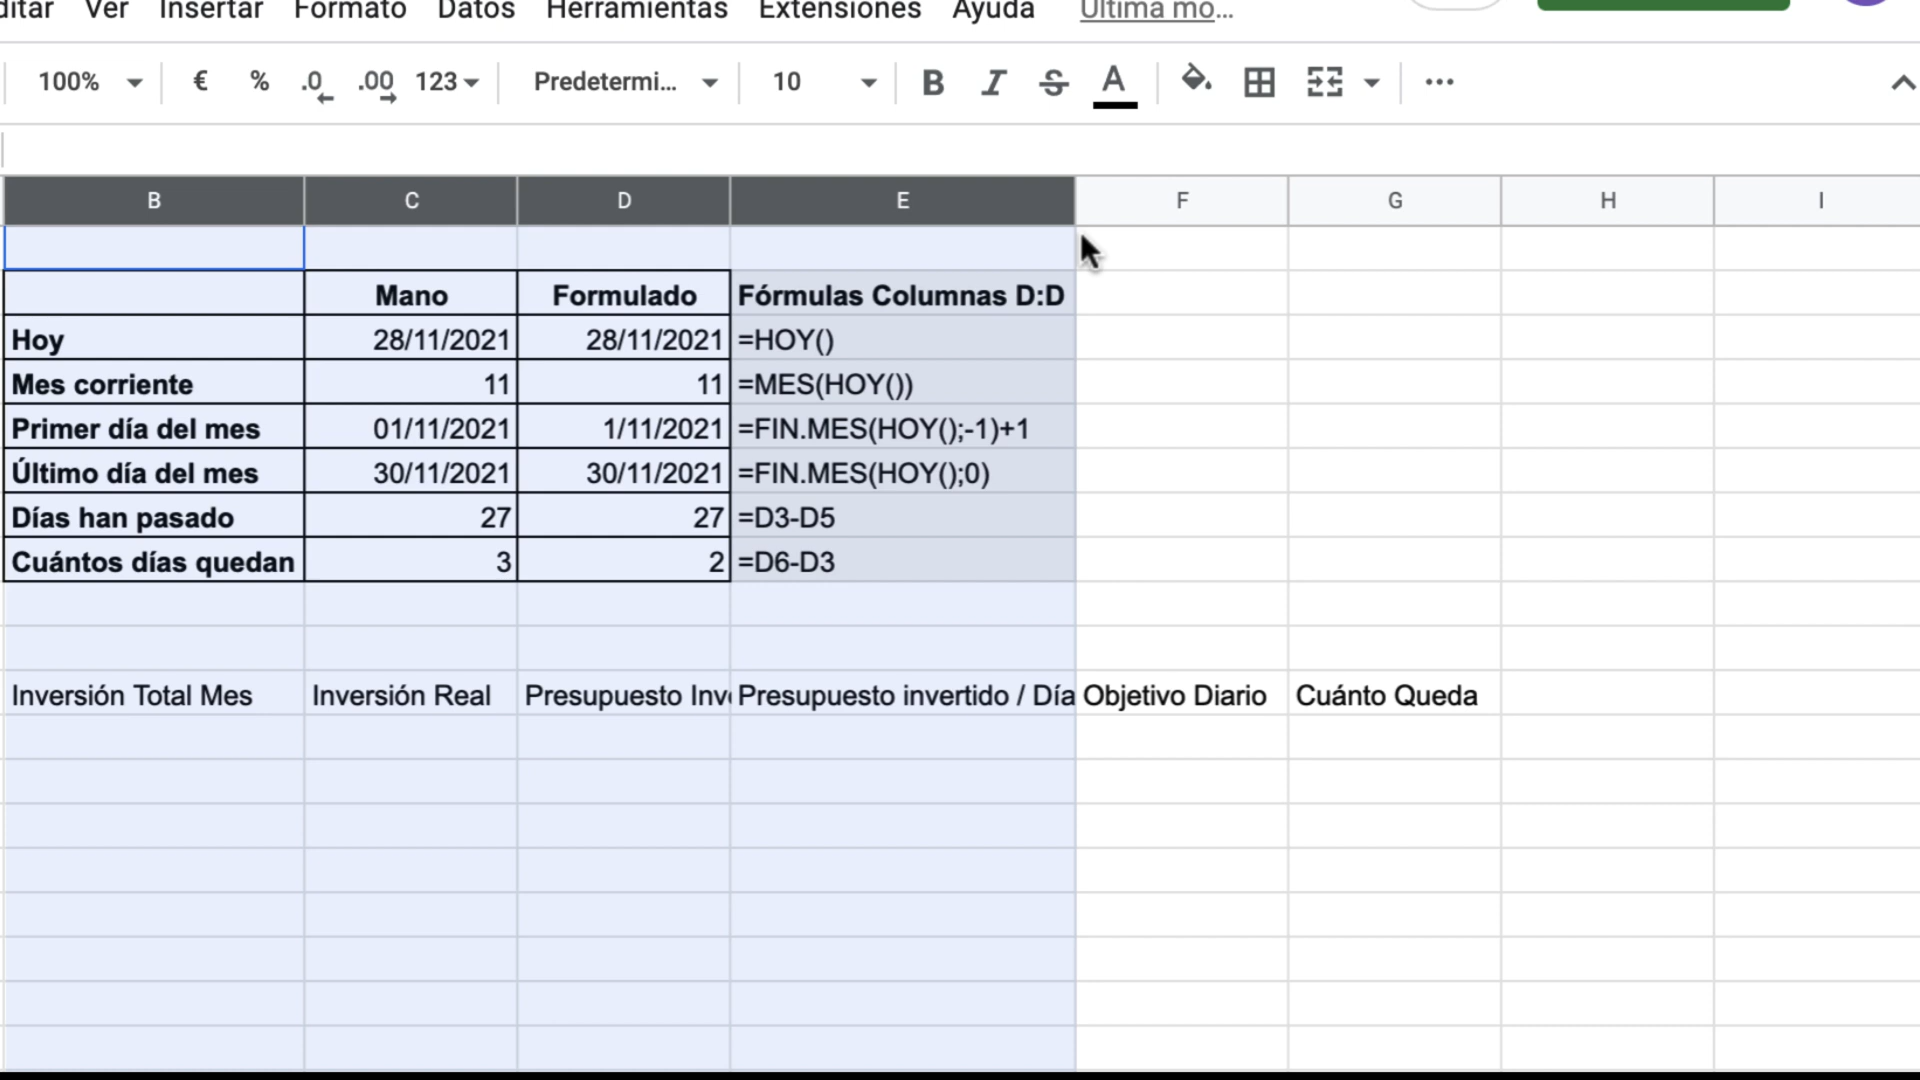 ditar Ver Insertar Formato Datos Herramientas Extensiones Ayuda Última mo...
100% € % .0 .00 123 Predetermi... 10 B I S A
B C D E F G H I
Mano Formulado Fórmulas Columnas D:D
Hoy 28/11/2021 28/11/2021 =HOY()
Mes corriente 11 11 =MES(HOY())
Primer día del mes 01/11/2021 1/11/2021 =FIN.MES(HOY();-1)+1
Último día del mes 30/11/2021 30/11/2021 =FIN.MES(HOY();0)
Días han pasado 27 27 =D3-D5
Cuántos días quedan 3 2 =D6-D3
Inversión Total Mes Inversión Real Presupuesto Inv Presupuesto invertido / Día Objetivo Diario Cuánto Queda